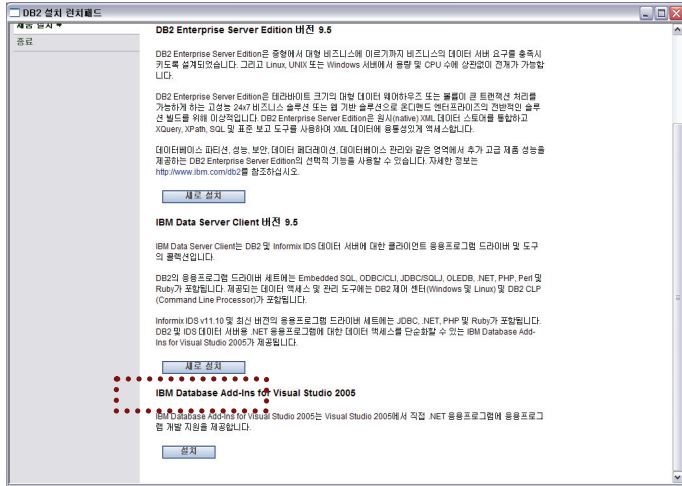 DB2 설치 런치패드
제품 설치
종료
DB2 Enterprise Server Edition 버전 9.5
DB2 Enterprise Server Edition은 중형에서 대형 비즈니스에 이르기까지 비즈니스의 데이터 서버 요구를 충족시
키도록 설계되었습니다. 그리고 Linux, UNIX 또는 Windows 서버에서 용량 및 CPU 수에 상관없이 전개가 가능합
니다.
DB2 Enterprise Server Edition은 테라바이트 크기의 대형 데이터 웨어하우즈 또는 볼륨이 큰 트랜잭션 처리를
가능하게 하는 고성능 24x7 비즈니스 솔루션 또는 웹 기반 솔루션으로 온디맨드 엔터프라이즈의 전반적인 솔루
션 빌드를 위해 이상적입니다. DB2 Enterprise Server Edition은 원시(native) XML 데이터 스토어를 통합하고
XQuery, XPath, SQL 및 표준 보고 도구를 사용하여 XML 데이터에 융통성있게 액세스합니다.
데이터베이스 파티션, 성능, 보안, 데이터 페더레이션, 데이터베이스 관리와 같은 영역에서 추가 고급 제품 성능을
제공하는 DB2 Enterprise Server Edition의 선택적 기능을 사용할 수 있습니다. 자세한 정보는
http://www.ibm.com/db2를 참조하십시오.
새로 설치
IBM Data Server Client 버전 9.5
IBM Data Server Client는 DB2 및 Informix IDS 데이터 서버에 대한 클라이언트 응용프로그램 드라이버 및 도구
의 콜렉션입니다.
DB2의 응용프로그램 드라이버 세트에는 Embedded SQL, ODBC/CLI, JDBC/SQLJ, OLEDB, .NET, PHP, Perl 및
Ruby가 포함됩니다. 제공되는 데이터 액세스 및 관리 도구에는 DB2 제어 센터(Windows 및 Linux) 및 DB2 CLP
(Command Line Processor)가 포함됩니다.
Informix IDS v11.10 및 최신 버전의 응용프로그램 드라이버 세트에는 JDBC, .NET, PHP 및 Ruby가 포함됩니다.
DB2 및 IDS 데이터 서버용 .NET 응용프로그램에 대한 데이터 액세스를 단순화할 수 있는 IBM Database Add-
Ins for Visual Studio 2005가 제공됩니다.
새로 설치
IBM Database Add-Ins for Visual Studio 2005
IBM Database Add-Ins for Visual Studio 2005는 Visual Studio 2005에서 직접 .NET 응용프로그램에 응용프로그
램 개발 지원을 제공합니다.
설치